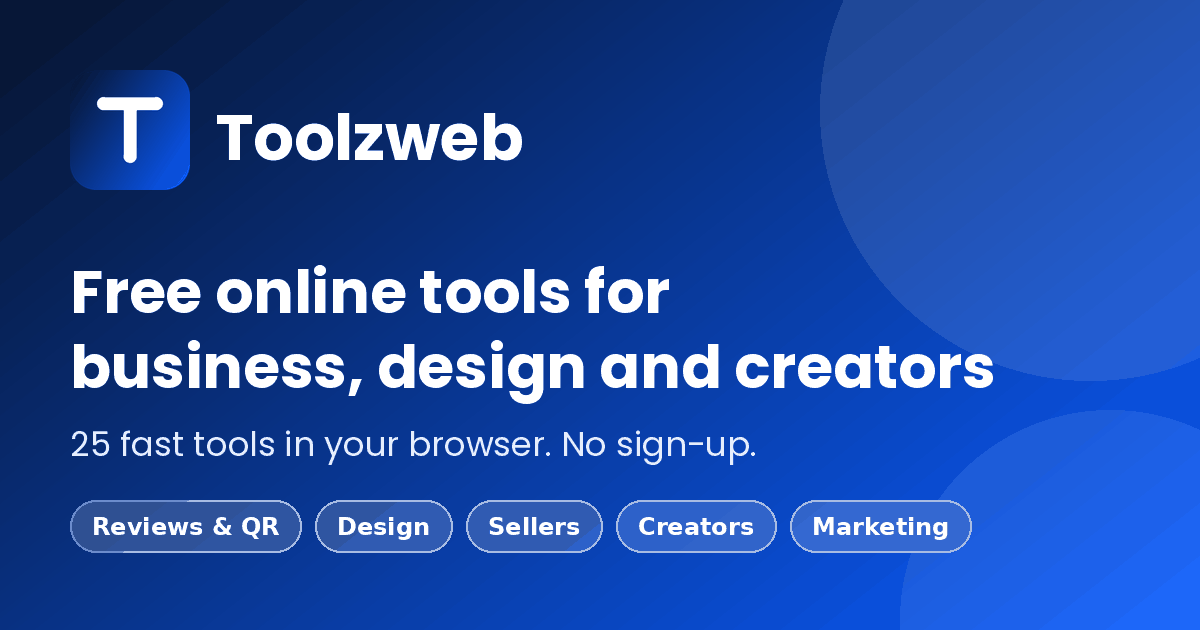 T
Toolzweb
Free online tools for
business, design and creators
25 fast tools in your browser. No sign-up.
Reviews & QR
Design
Sellers
Creators
Marketing